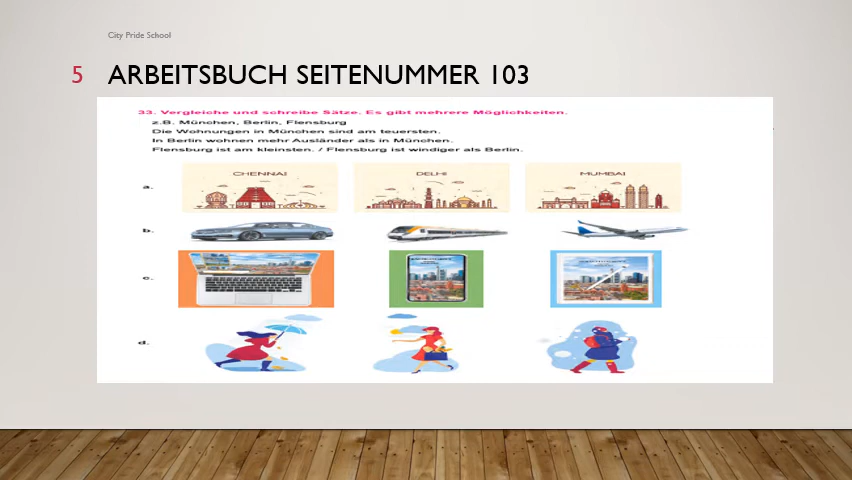 City Pride School
5 ARBEITSBUCH SEITENUMMER 103
33. Vergleiche und schreibe Sätze. Es gibt mehrere Möglichkeiten.
z.B. München, Berlin, Flensburg
Die Wohnungen in München sind am teuersten.
In Berlin wohnen mehr Ausländer als in München.
Flensburg ist am kleinsten. / Flensburg ist windiger als Berlin.
a. CHENNAI DELHI MUMBAI
b.
c.
d.